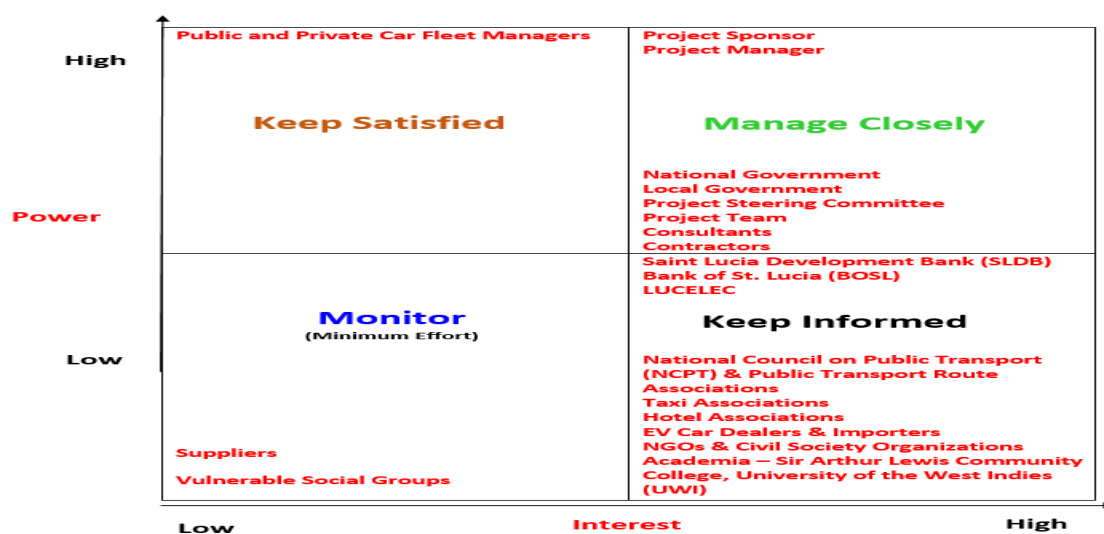 Public and Private Car Fleet Managers
Project Sponsor
Project Manager
High
Keep Satisfied
Manage Closely
National Government
Local Government
Project Steering Committee
Power
Project Team
Consultants
Contractors
Saint Lucia Development Bank (SLDB)
Bank of St. Lucia (BOSL)
LUCELEC
Monitor
(Minimum Effort)
Keep Informed
Low
National Council on Public Transport
(NCPT) & Public Transport Route
Associations
Taxi Associations
Hotel Associations
EV Car Dealers & Importers
NGOs & Civil Society Organizations
Academia – Sir Arthur Lewis Community
College, University of the West Indies
(UWI)
Suppliers
Vulnerable Social Groups
Low
Interest
High